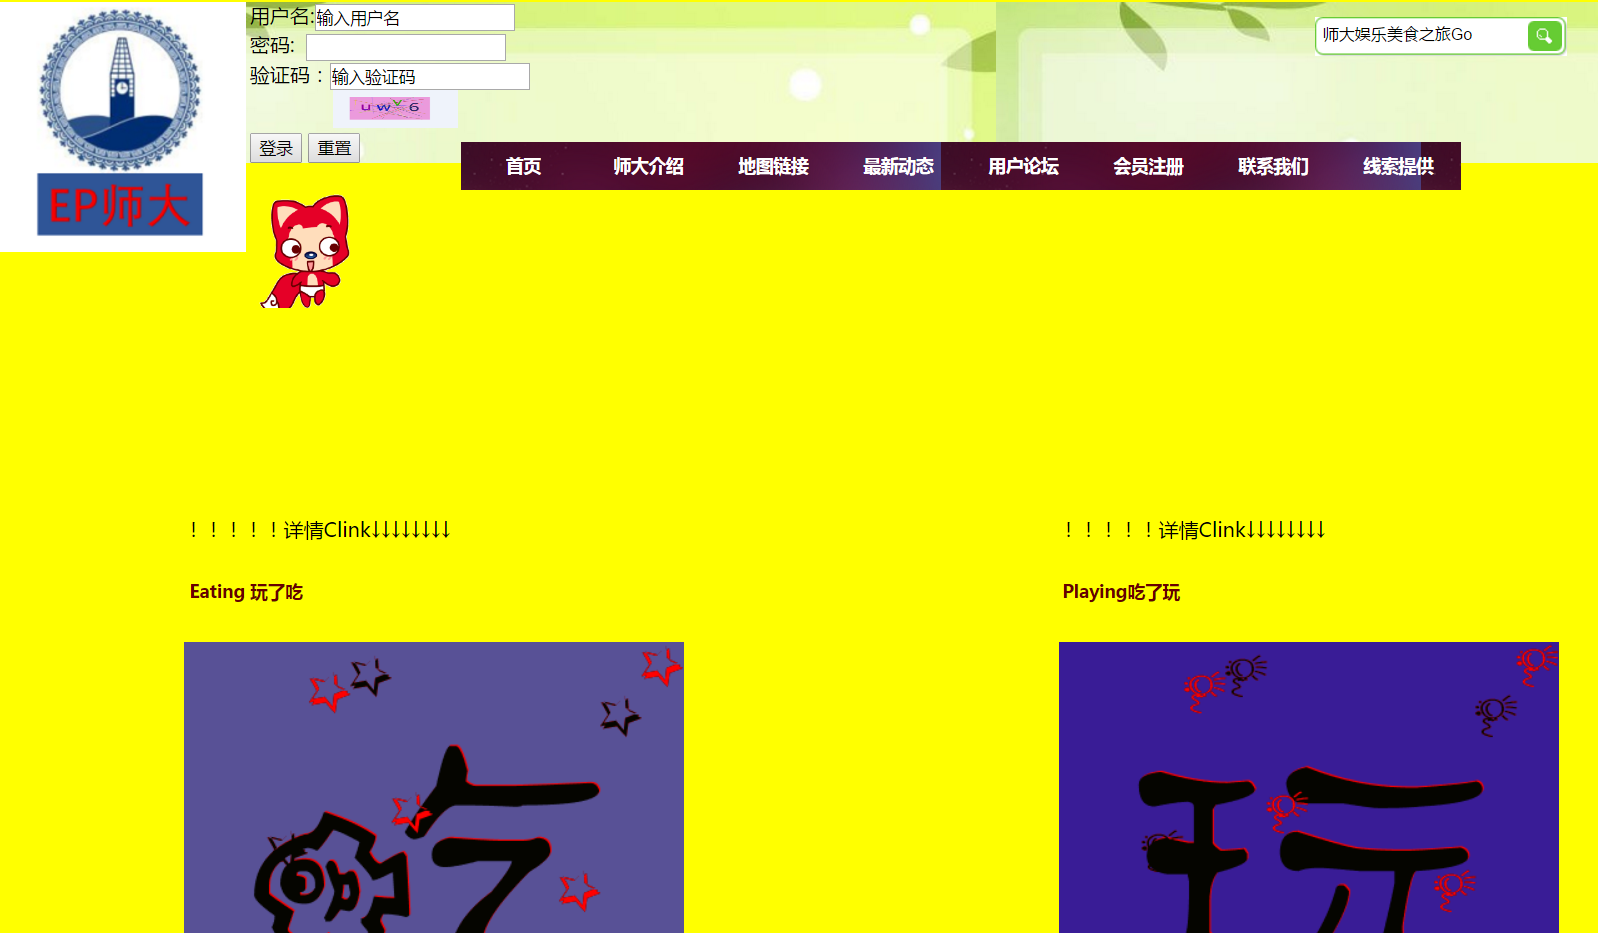 用户名:输入用户名
密码:
验证码：输入验证码
u w Y 6
登录 重置
师大娱乐美食之旅Go
EP师大
首页 师大介绍 地图链接 最新动态 用户论坛 会员注册 联系我们 线索提供
！！！！！详情Clink↓↓↓↓↓↓↓↓
！！！！！详情Clink↓↓↓↓↓↓↓↓
Eating 玩了吃
Playing吃了玩
吃
玩